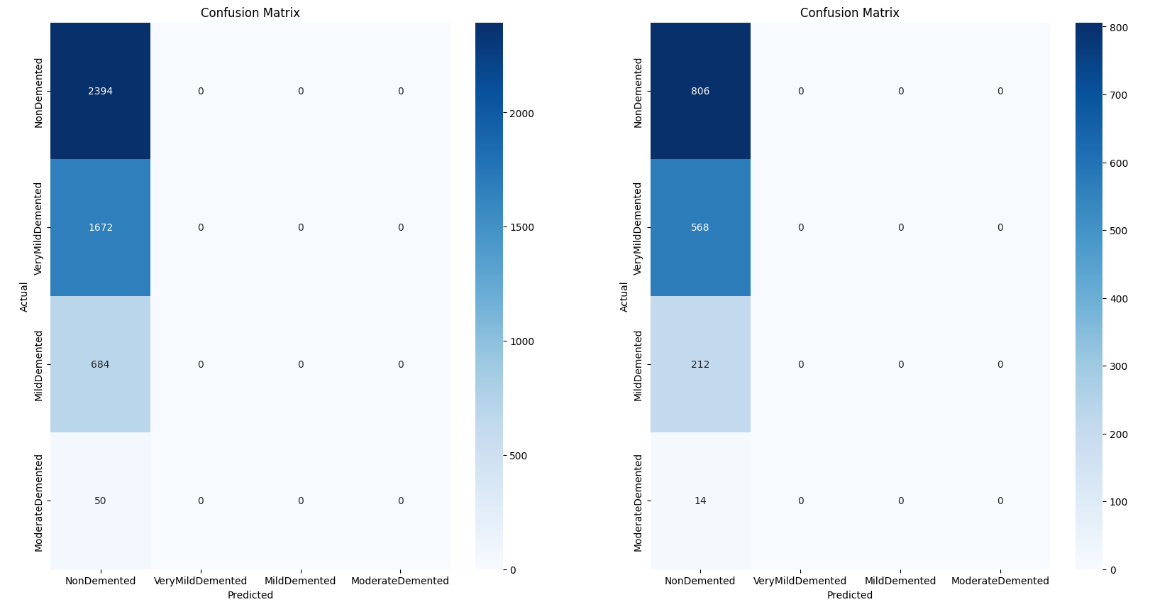 Confusion Matrix
NonDemented
VeryMildDemented
MildDemented
ModerateDemented
Actual
2394 0 0 0
1672 0 0 0
684 0 0 0
50 0 0 0
NonDemented VeryMildDemented MildDemented ModerateDemented
Predicted
2000
1500
1000
500
0
Confusion Matrix
NonDemented
VeryMildDemented
MildDemented
ModerateDemented
Actual
806 0 0 0
568 0 0 0
212 0 0 0
14 0 0 0
NonDemented VeryMildDemented MildDemented ModerateDemented
Predicted
800
700
600
500
400
300
200
100
0